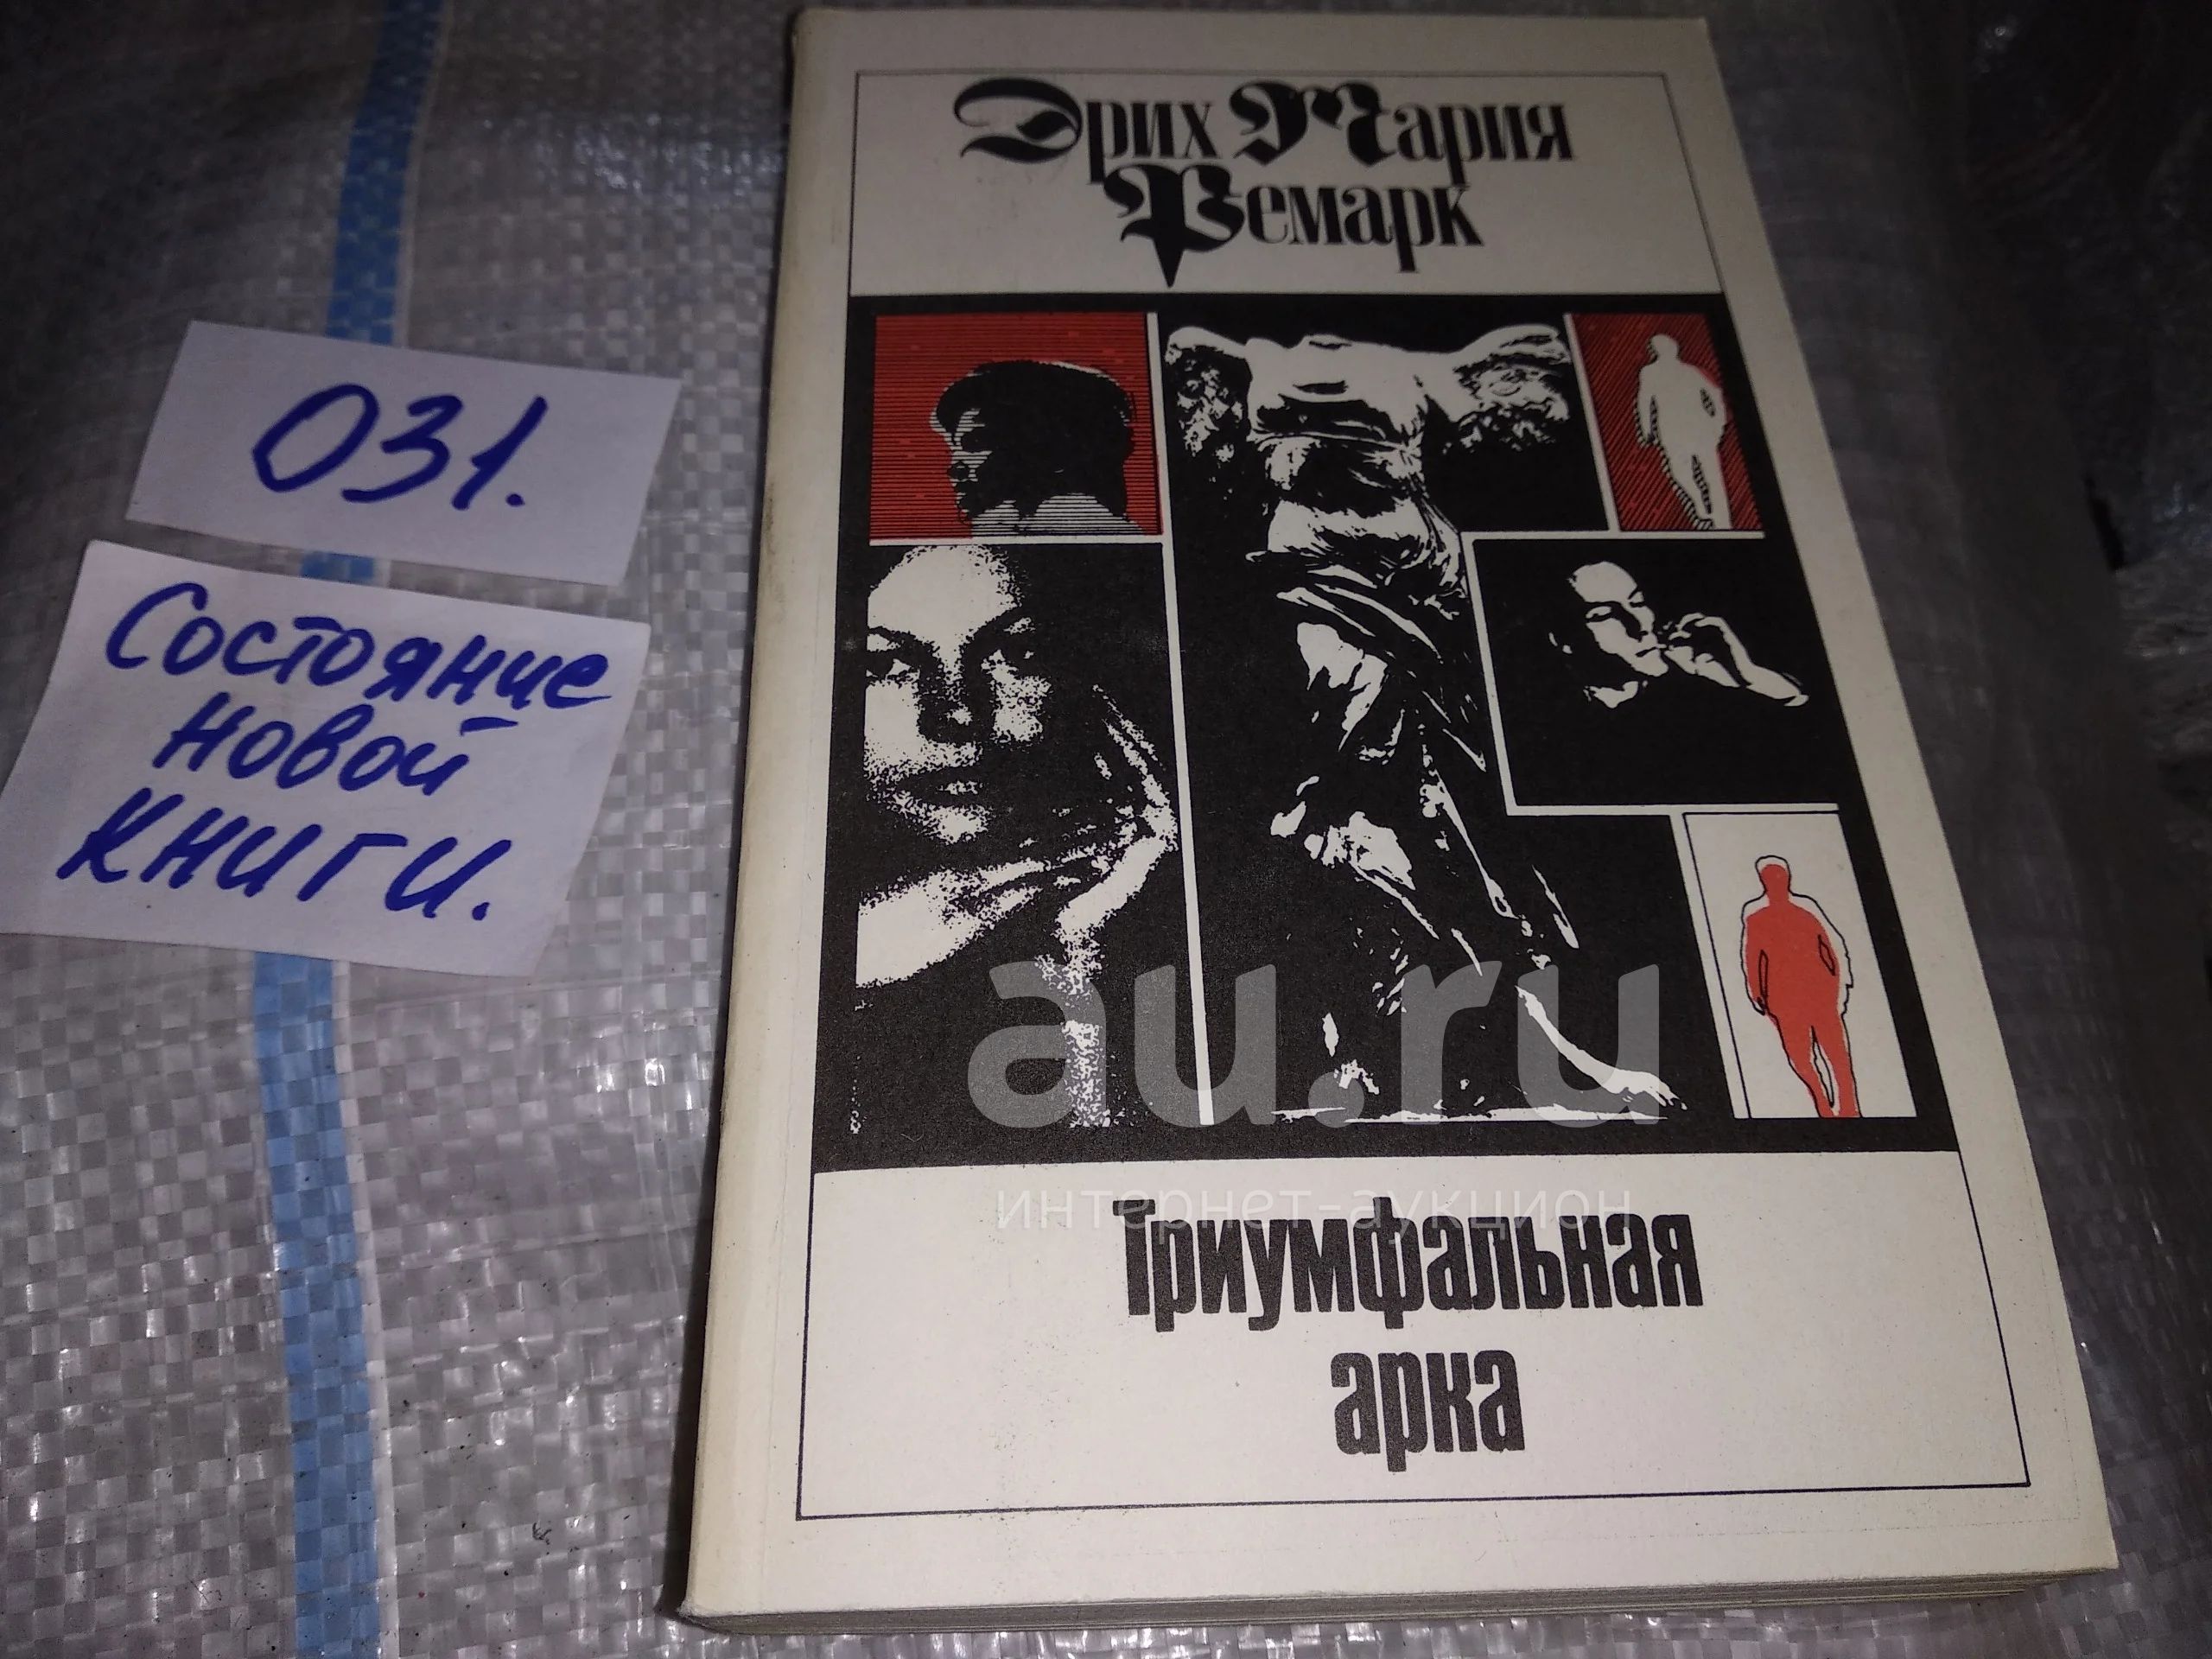 Эрих Мария
Ремарк
031.
Состояние
новой
книги.
au.ru
интернет-аукцион
Триумфальная
арка